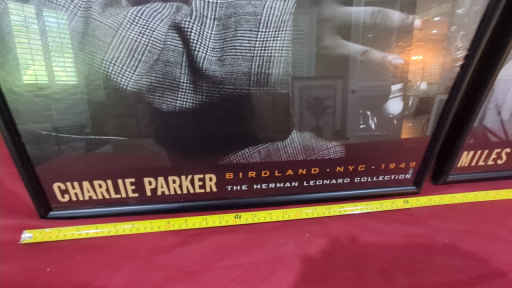 CHARLIE PARKER
BIRDLAND · NYC · 1949
THE HERMAN LEONARD COLLECTION
MILES